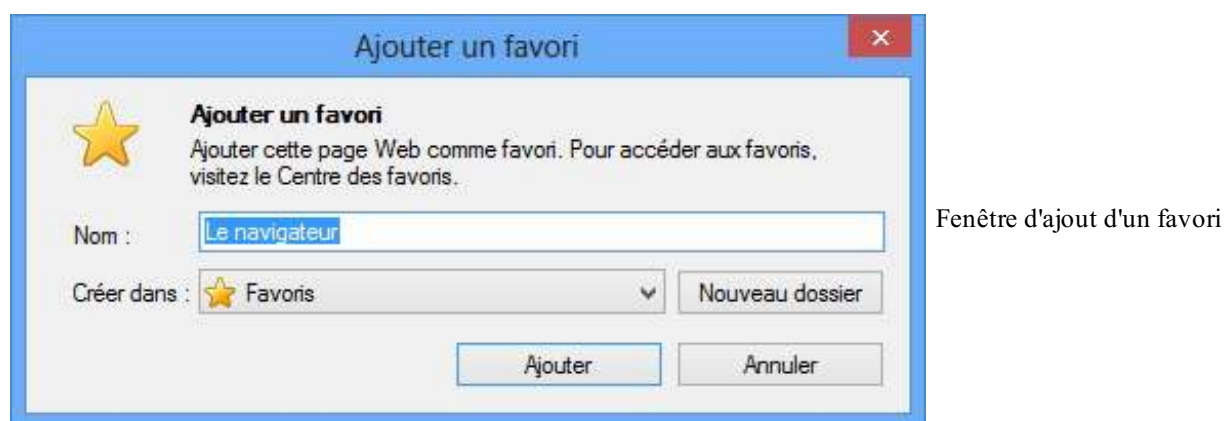 Ajouter un favori
Ajouter un favori
Ajouter cette page Web comme favori. Pour accéder aux favoris,
visitez le Centre des favoris.
Nom :
Le navigateur
Créer dans :
Favoris
Nouveau dossier
Ajouter
Annuler
Fenêtre d'ajout d'un favori